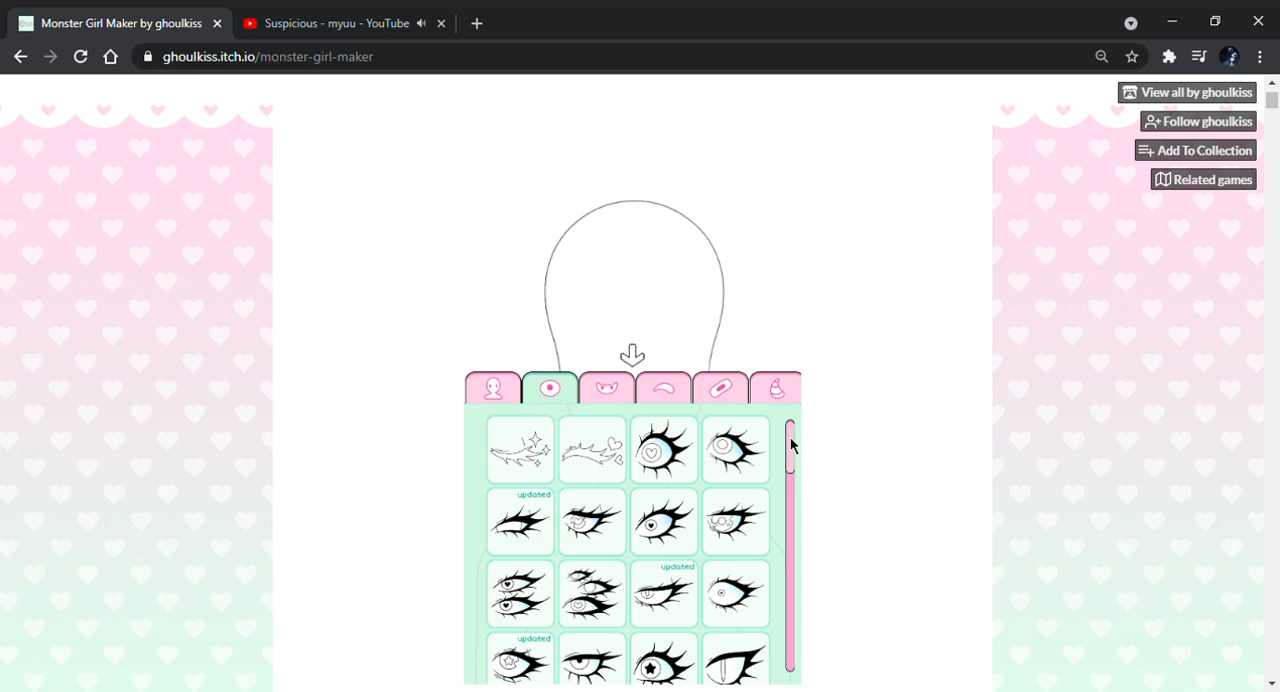 Monster Girl Maker by ghoulkiss
Suspicious - myuu - YouTube
ghoulkiss.itch.io/monster-girl-maker
View all by ghoulkiss
Follow ghoulkiss
Add To Collection
Related games
updated
updated
updated